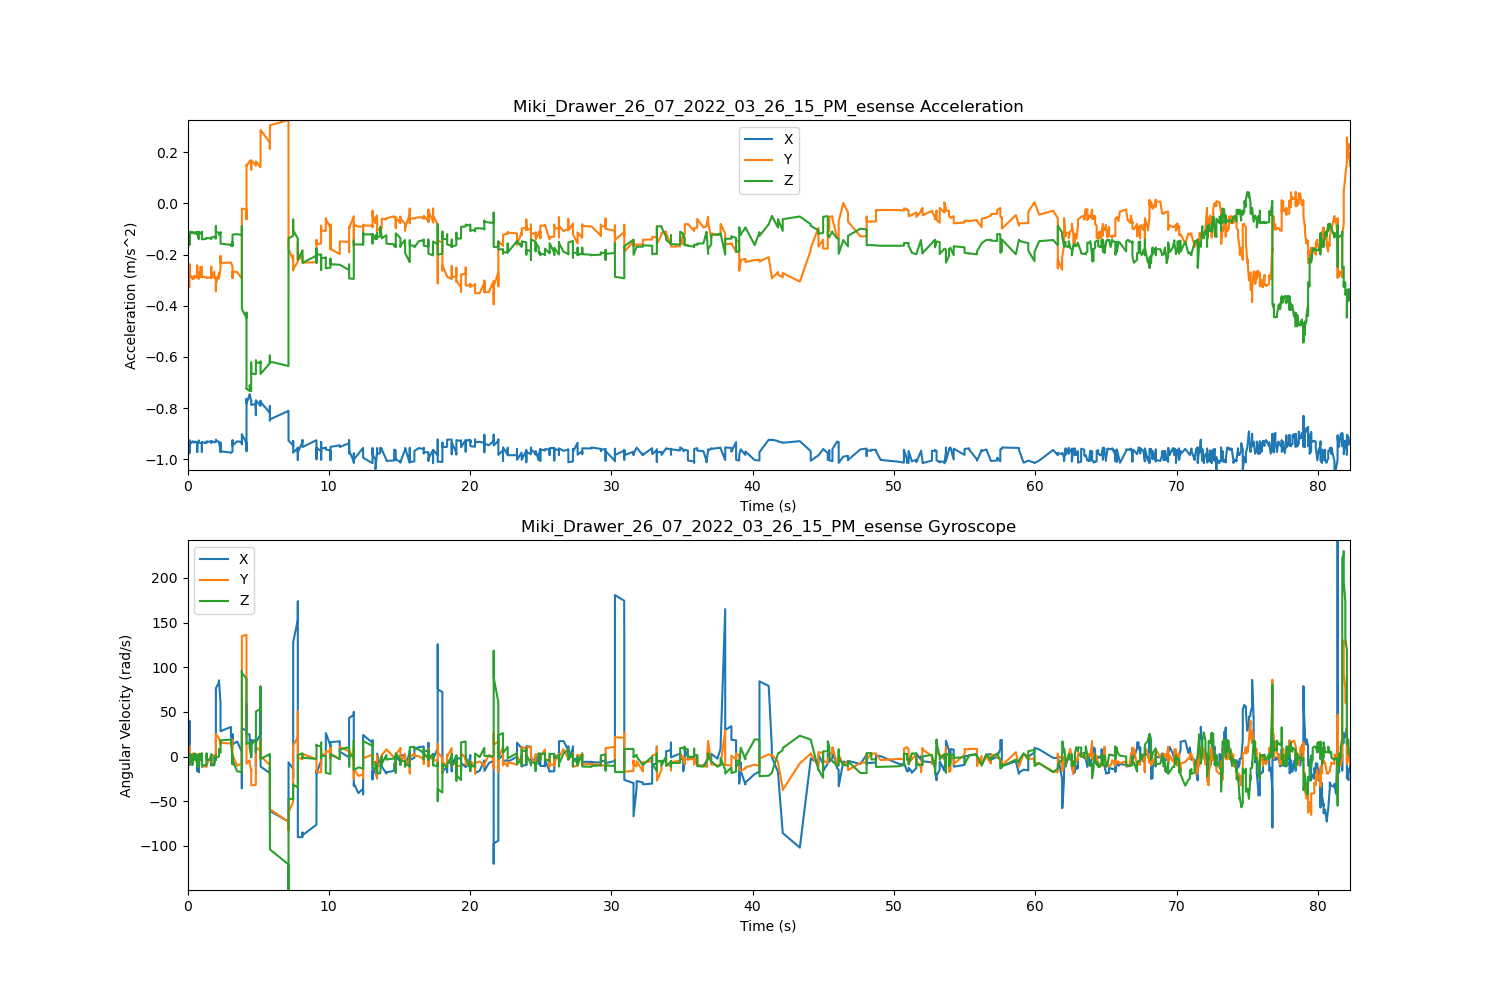 Miki_Drawer_26_07_2022_03_26_15_PM_esense Acceleration
X
Y
Z
Acceleration (m/s^2)
0.2
0.0
−0.2
−0.4
−0.6
−0.8
−1.0
0 10 20 30 40 50 60 70 80
Time (s)
Miki_Drawer_26_07_2022_03_26_15_PM_esense Gyroscope
X
Y
Z
Angular Velocity (rad/s)
200
150
100
50
0
−50
−100
0 10 20 30 40 50 60 70 80
Time (s)